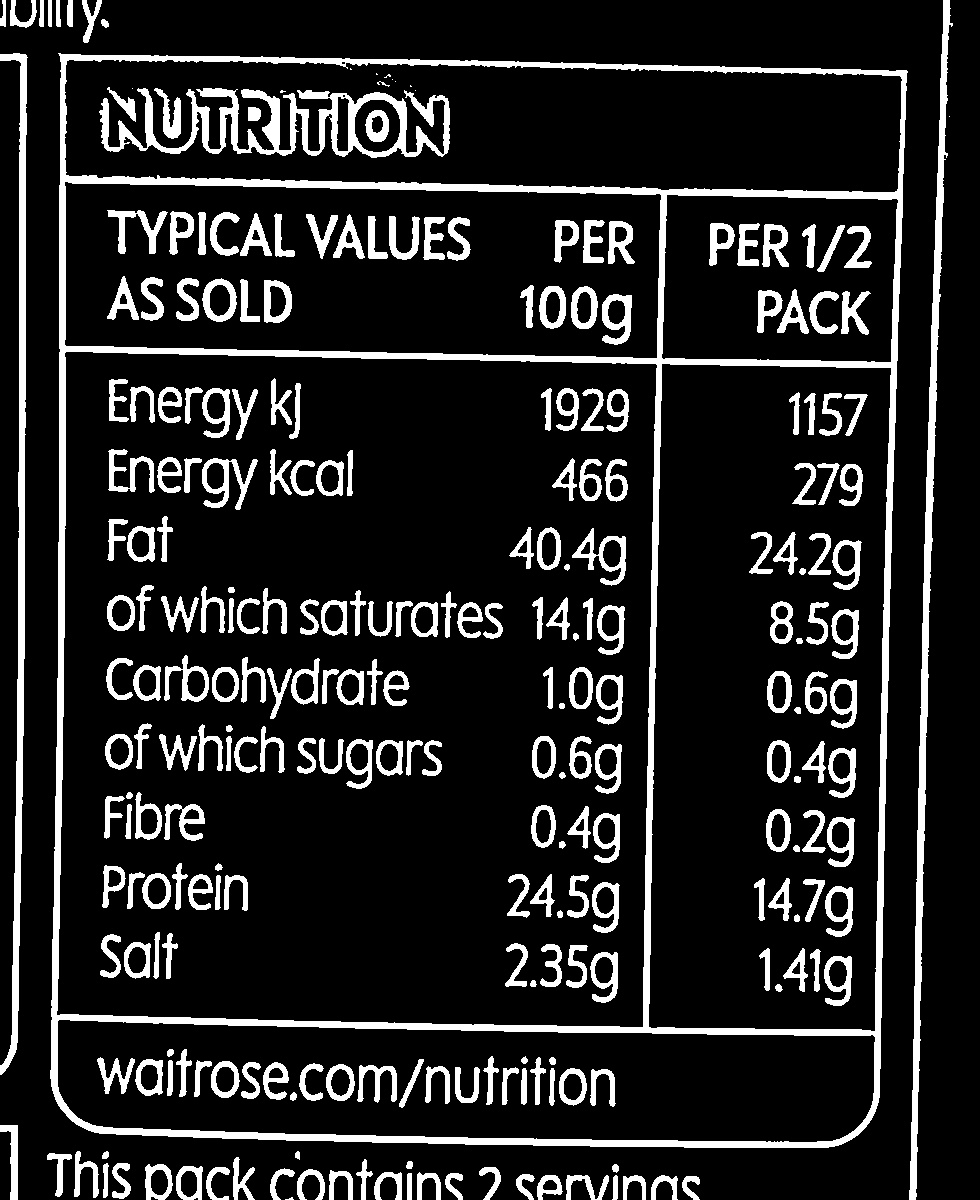 NUTRITION
TYPICAL VALUES PER PER 1/2
AS SOLD 100g PACK
Energy kJ 1929 1157
Energy kcal 466 279
Fat 40.4g 24.2g
of which saturates 14.1g 8.5g
Carbohydrate 1.0g 0.6g
of which sugars 0.6g 0.4g
Fibre 0.4g 0.2g
Protein 24.5g 14.7g
Salt 2.35g 1.41g
waitrose.com/nutrition
This pack contains 2 servings